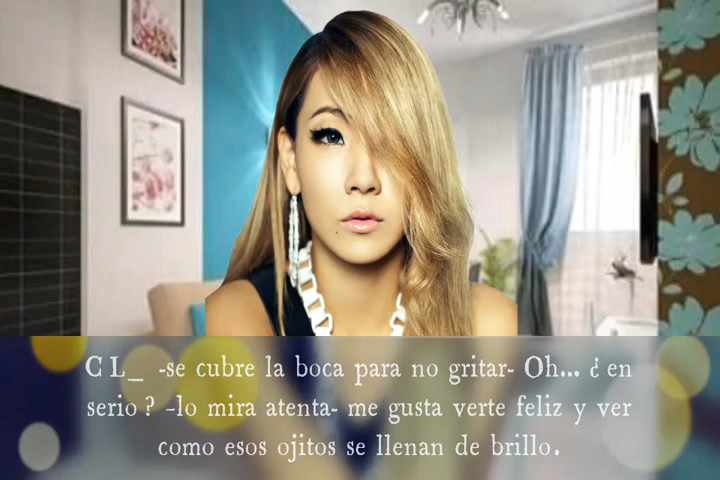 CL_ -se cubre la boca para no gritar- Oh... ¿en
serio? -lo mira atenta- me gusta verte feliz y ver
como esos ojitos se llenan de brillo.